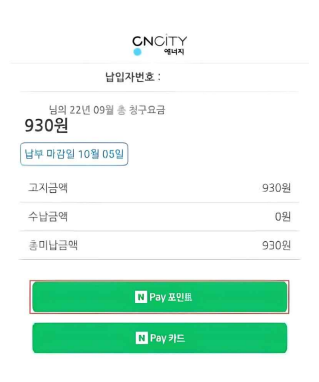 CNCITY
에너지
납입자번호 :
님의 22년 09월 총 청구요금
930원
납부 마감일 10월 05일
고지금액 930원
수납금액 0원
총미납금액 930원
N Pay 포인트
N Pay 카드